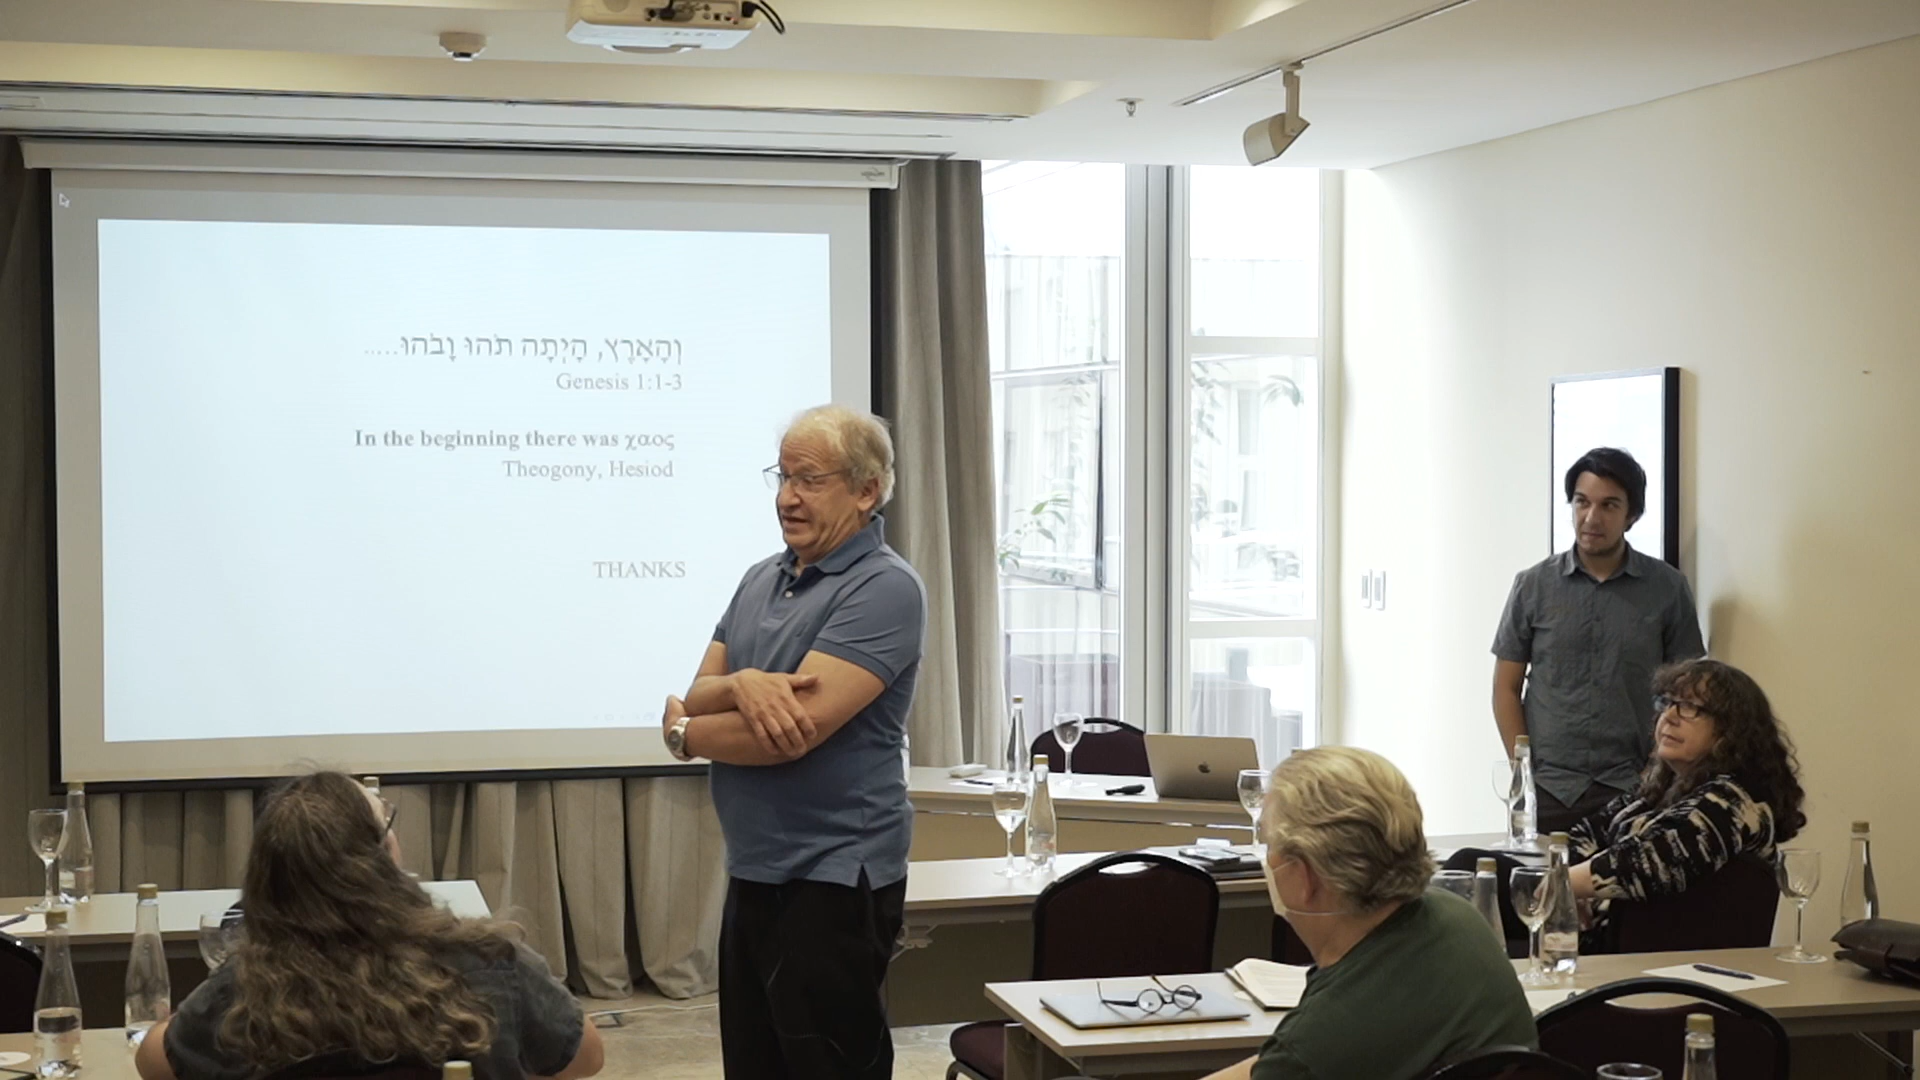 וְהָאָרֶץ, הָיְתָה תֹהוּ וָבֹהוּ.....
Genesis 1:1-3
In the beginning there was χαος
Theogony, Hesiod
THANKS